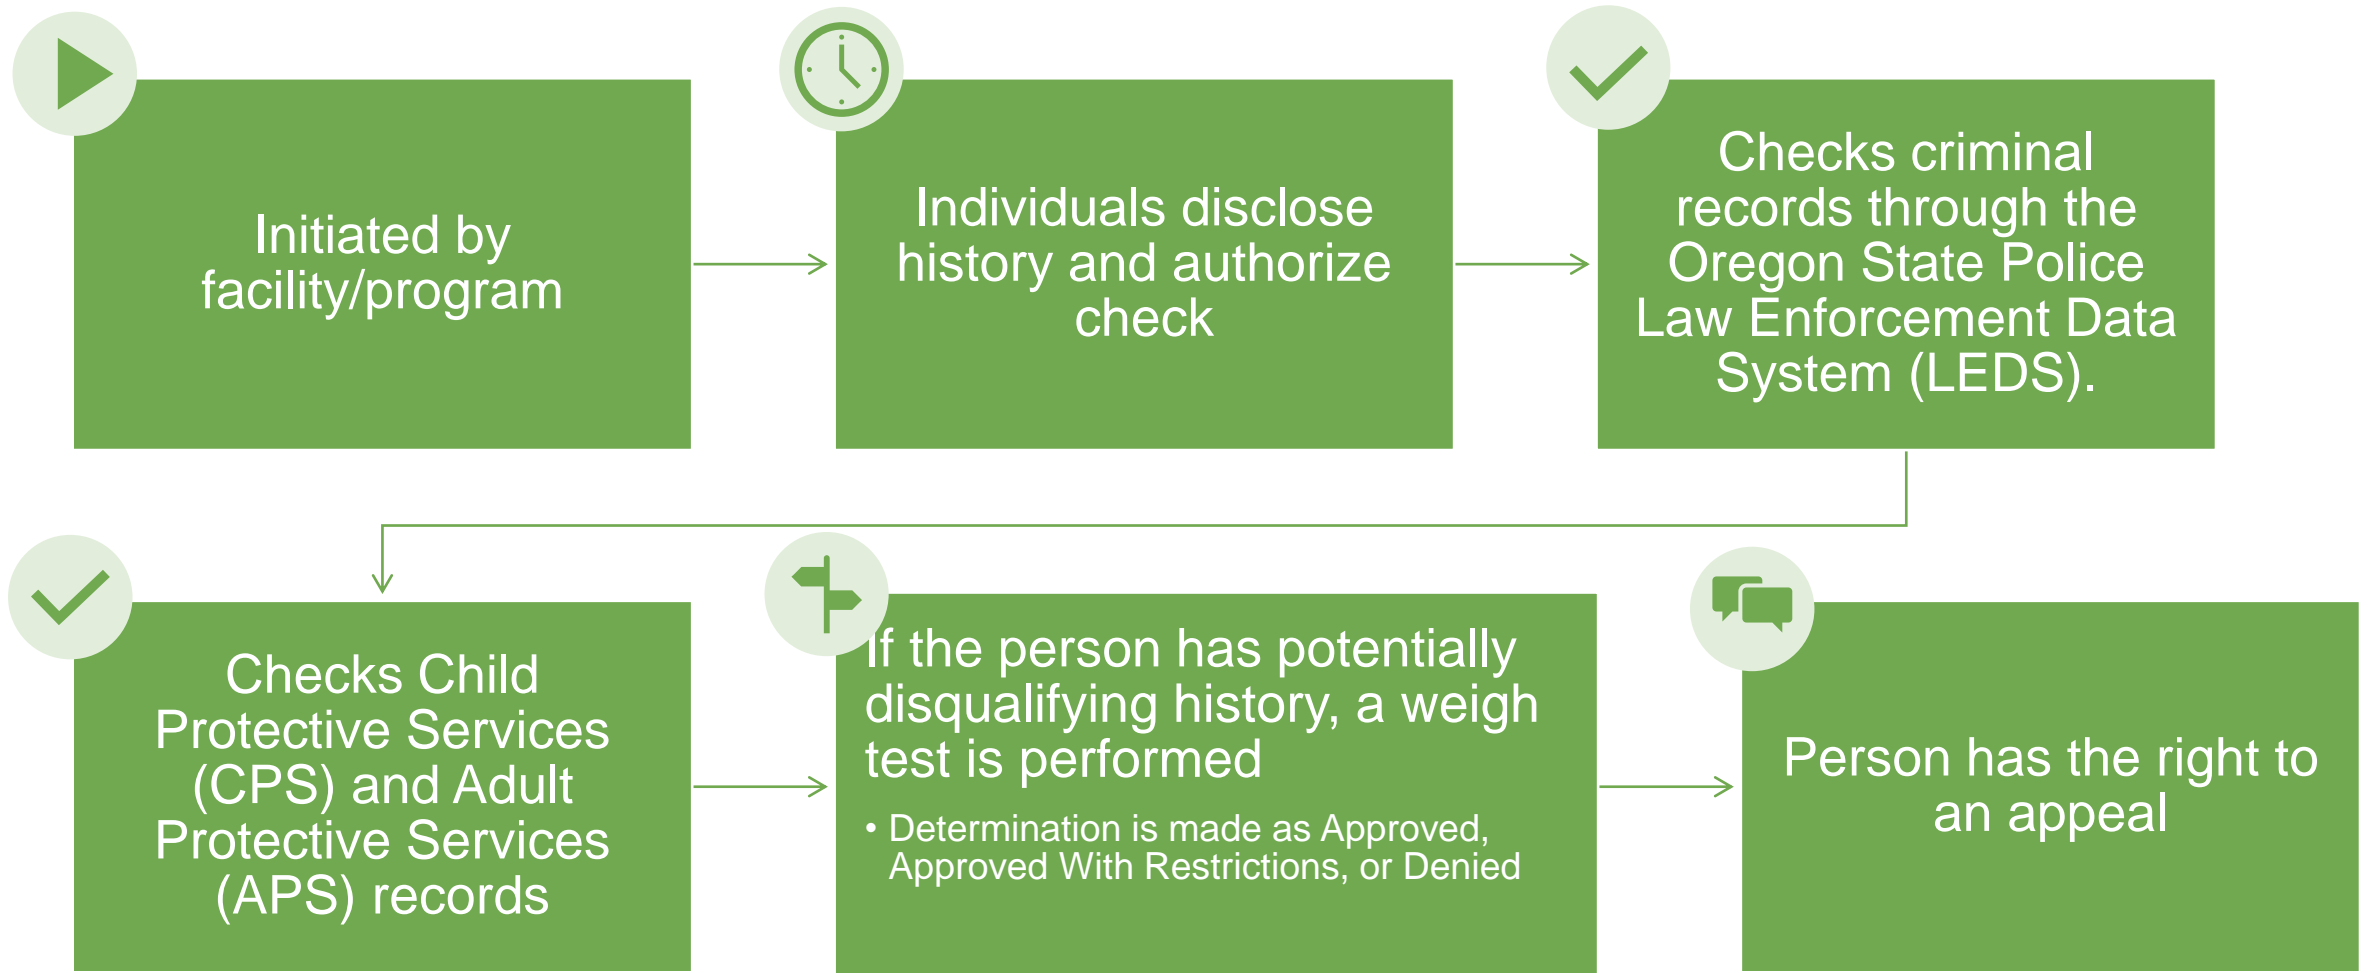 Initiated by
facility/program
Individuals disclose
history and authorize
check
Checks criminal
records through the
Oregon State Police
Law Enforcement Data
System (LEDS).
Checks Child
Protective Services
(CPS) and Adult
Protective Services
(APS) records
If the person has potentially
disqualifying history, a weigh
test is performed
• Determination is made as Approved,
Approved With Restrictions, or Denied
Person has the right to
an appeal